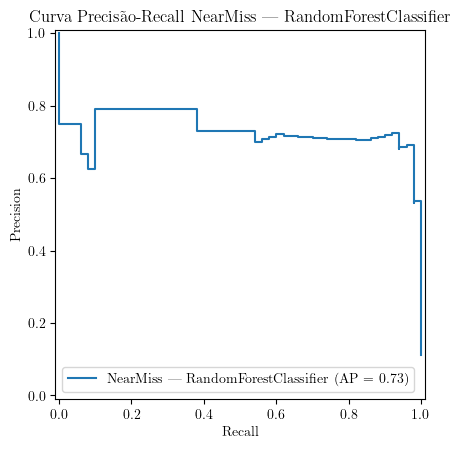 Curva Precisão-Recall NearMiss — RandomForestClassifier
1.0
0.8
0.6
0.4
0.2
0.0
Precision
NearMiss — RandomForestClassifier (AP = 0.73)
0.0 0.2 0.4 0.6 0.8 1.0
Recall